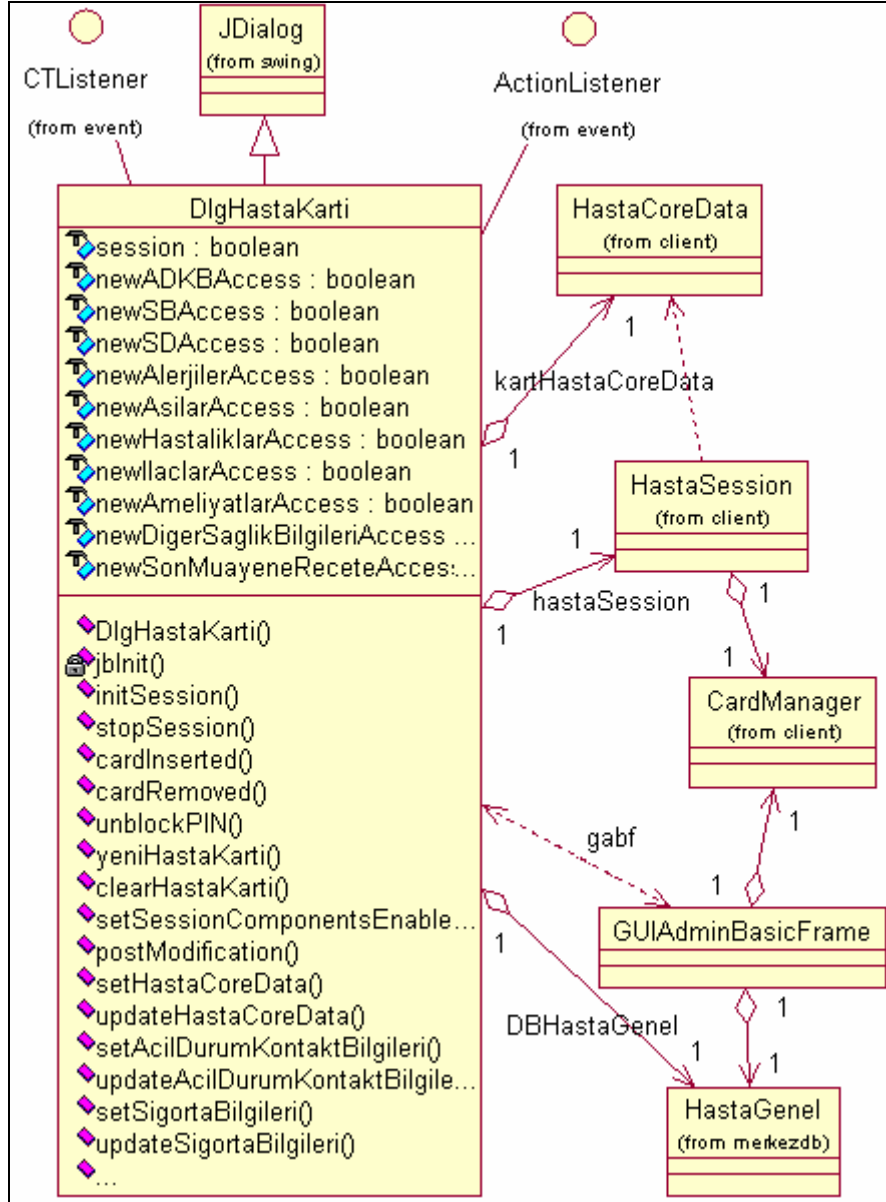 JDialog
(from swing)
CTListener
(from event)
ActionListener
(from event)
DlgHastaKarti
session : boolean
newADKBAccess : boolean
newSBAccess : boolean
newSDAccess : boolean
newAlerjilerAccess : boolean
newAsilarAccess : boolean
newHastaliklarAccess : boolean
newIlaclarAccess : boolean
newAmeliyatlarAccess : boolean
newDigerSaglikBilgileriAccess ...
newSonMuayeneReceteAccess...
DlgHastaKarti()
jbInit()
initSession()
stopSession()
cardInserted()
cardRemoved()
unblockPIN()
yeniHastaKarti()
clearHastaKarti()
setSessionComponentsEnable...
postModification()
setHastaCoreData()
updateHastaCoreData()
setAcilDurumKontaktBilgileri()
updateAcilDurumKontaktBilgile...
setSigortaBilgileri()
updateSigortaBilgileri()
...
HastaCoreData
(from client)
1
kartHastaCoreData
1
HastaSession
(from client)
1
hastaSession
1
1
1
CardManager
(from client)
1
gabf
1
GUIAdminBasicFrame
1
1
DBHastaGenel
1
1
HastaGenel
(from merkezdb)